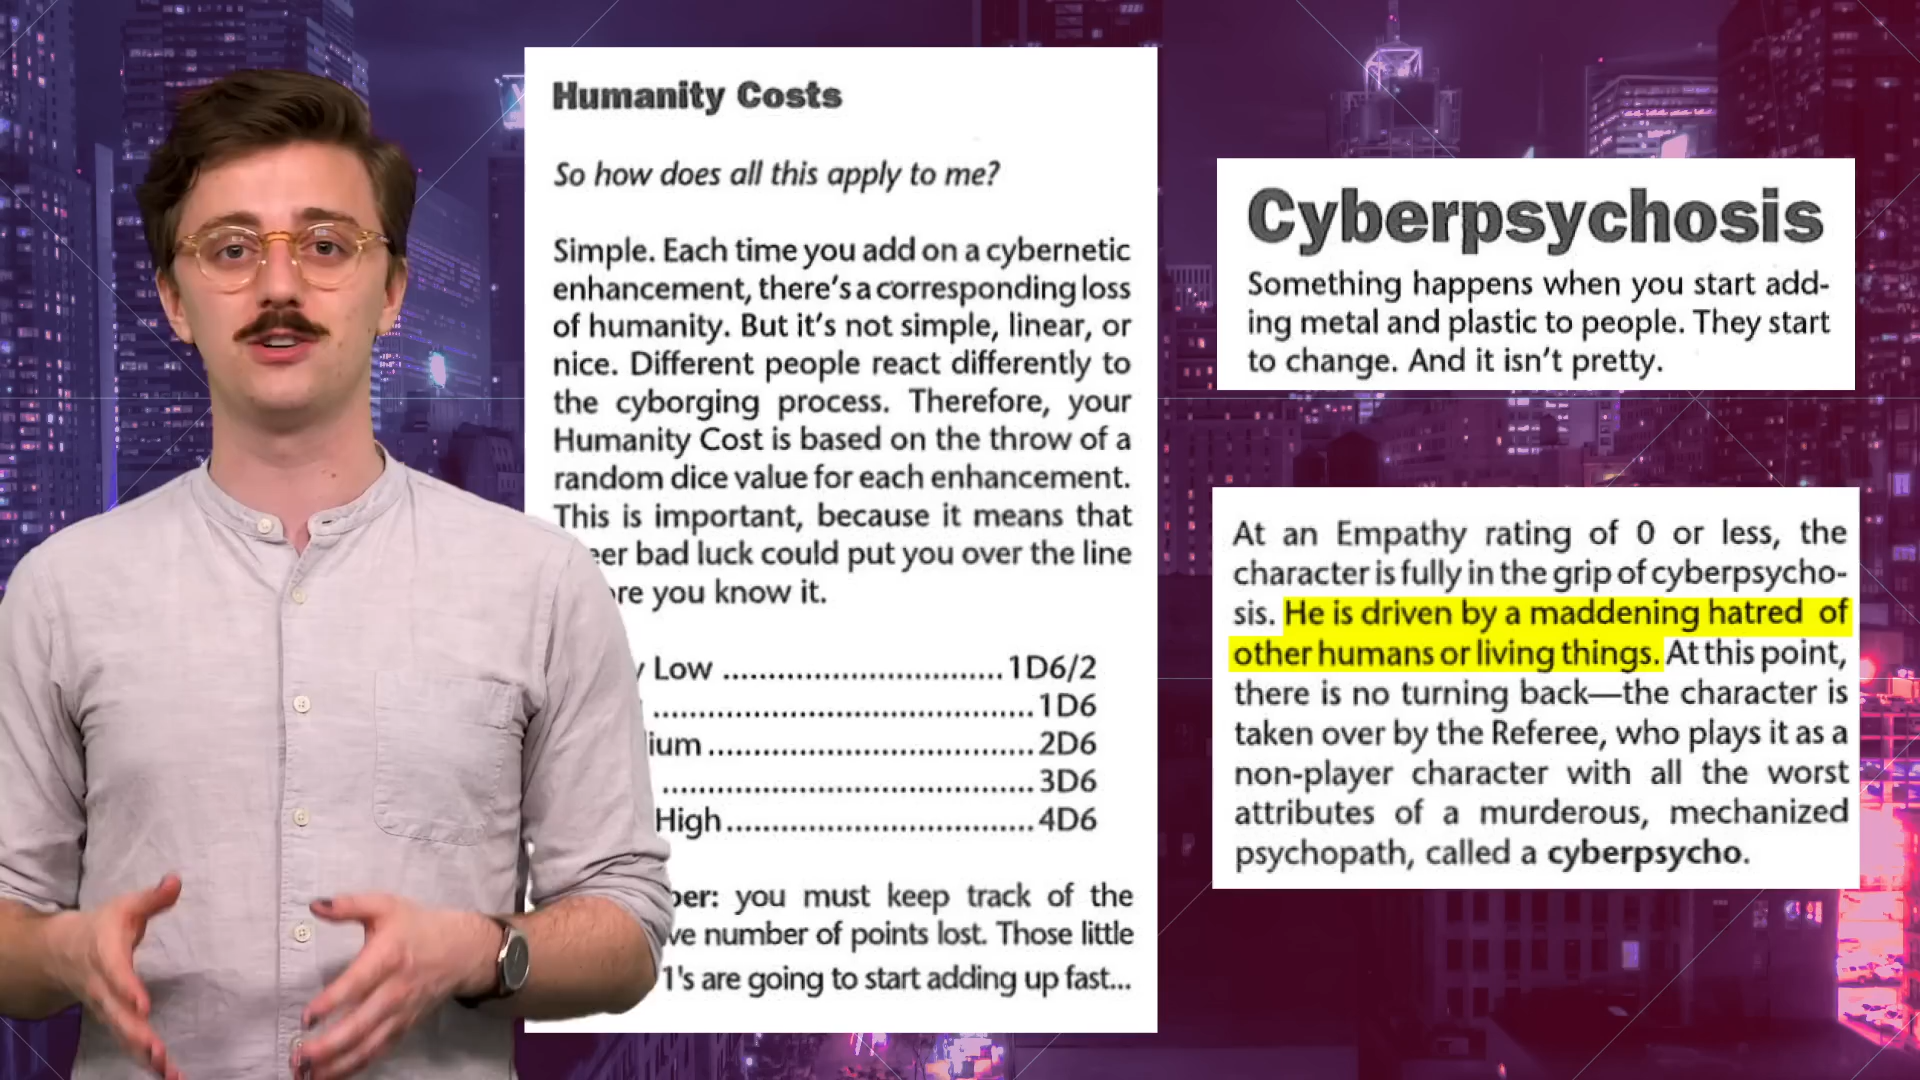 Humanity Costs
So how does all this apply to me?
Simple. Each time you add on a cybernetic
enhancement, there's a corresponding loss
of humanity. But it's not simple, linear, or
nice. Different people react differently to
the cyborging process. Therefore, your
Humanity Cost is based on the throw of a
random dice value for each enhancement.
This is important, because it means that
bad luck could put you over the line
you know it.
Low .................................. 1D6/2
.............................................. 1D6
....................................... 2D6
............................................. 3D6
High ..................................... 4D6
you must keep track of the
number of points lost. Those little
1's are going to start adding up fast...
Cyberpsychosis
Something happens when you start add-
ing metal and plastic to people. They start
to change. And it isn't pretty.
At an Empathy rating of 0 or less, the
character is fully in the grip of cyberpsycho-
sis. He is driven by a maddening hatred of
other humans or living things. At this point,
there is no turning back—the character is
taken over by the Referee, who plays it as a
non-player character with all the worst
attributes of a murderous, mechanized
psychopath, called a cyberpsycho.